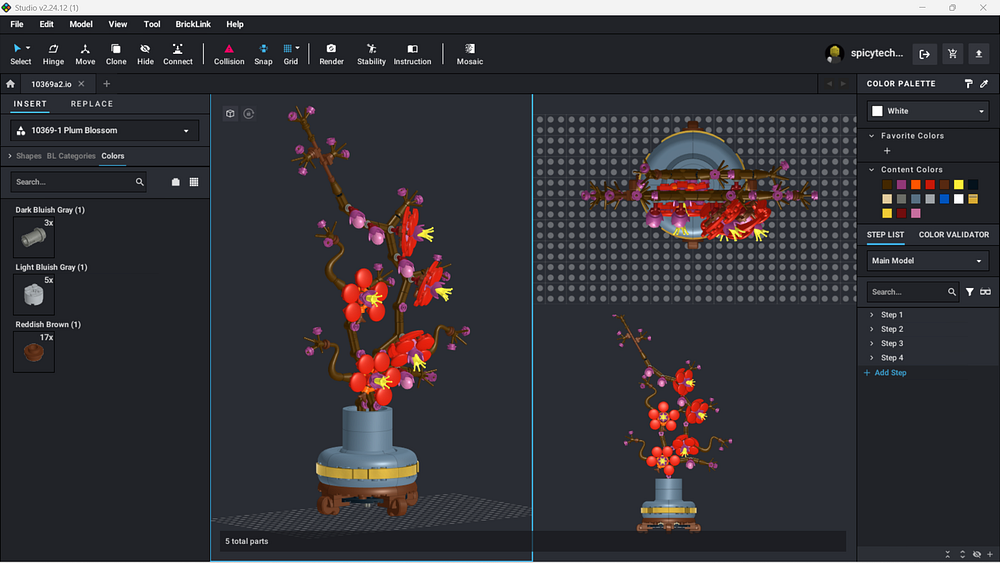 Studio v2.24.12 (1)
File Edit Model View Tool BrickLink Help
Select Hinge Move Clone Hide Connect Collision Snap Grid Render Stability Instruction Mosaic
spicytech...
10369a2.io
INSERT REPLACE
10369-1 Plum Blossom
Shapes BL Categories Colors
Search...
Dark Bluish Gray (1)
3x
Light Bluish Gray (1)
5x
Reddish Brown (1)
17x
5 total parts
COLOR PALETTE
White
Favorite Colors
Content Colors
STEP LIST COLOR VALIDATOR
Main Model
Search...
Step 1
Step 2
Step 3
Step 4
Add Step